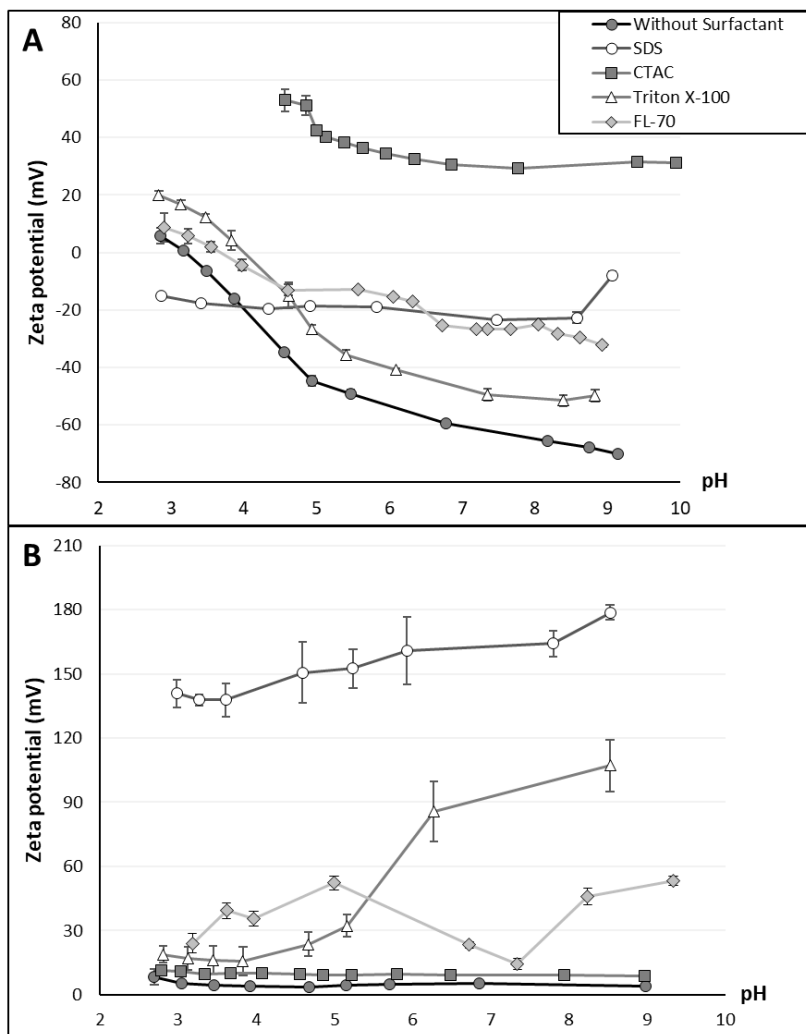 A
Without Surfactant
SDS
CTAC
Triton X-100
FL-70
80
60
40
20
0
-20
-40
-60
-80
Zeta potential (mV)
2 3 4 5 6 7 8 9 10
pH
B
210
180
150
120
90
60
30
0
Zeta potential (mV)
2 3 4 5 6 7 8 9 10
pH